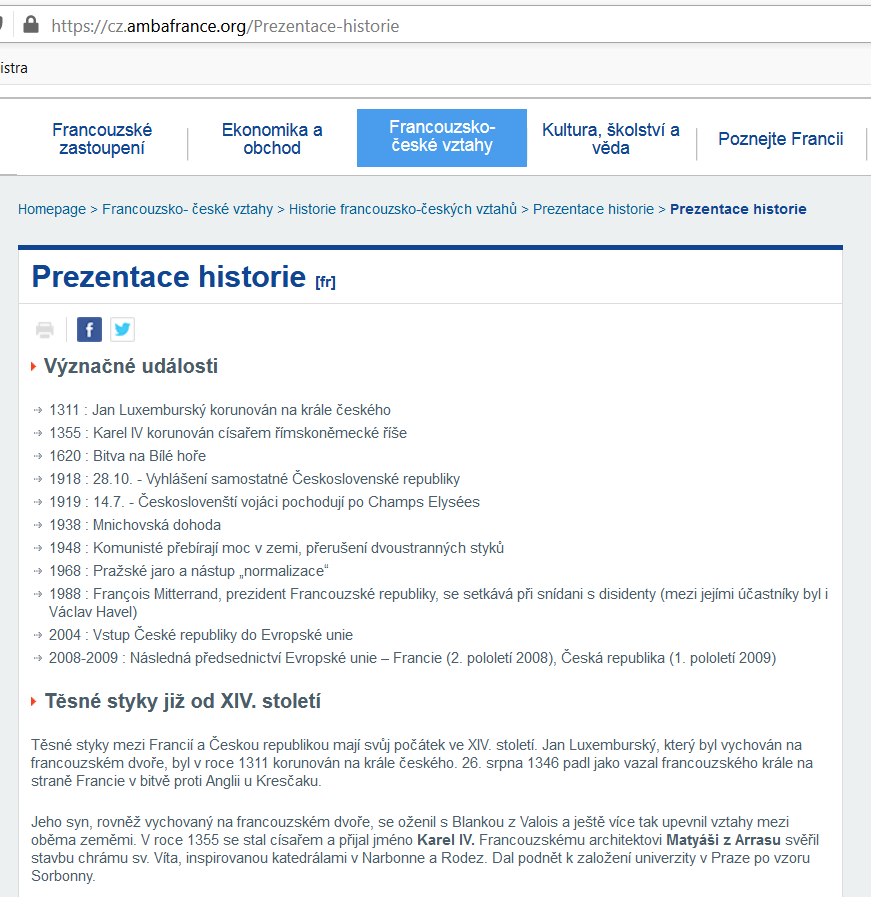 https://cz.ambafrance.org/Prezentace-historie
istra
Francouzské
zastoupení
Ekonomika a
obchod
Francouzsko-
české vztahy
Kultura, školství a
věda
Poznejte Francii
Homepage > Francouzsko- české vztahy > Historie francouzsko-českých vztahů > Prezentace historie > Prezentace historie
Prezentace historie [fr]
Význačné události
1311 : Jan Luxemburský korunován na krále českého
1355 : Karel IV korunován císařem římskoněmecké říše
1620 : Bitva na Bílé hoře
1918 : 28.10. - Vyhlášení samostatné Československé republiky
1919 : 14.7. - Českoslovenští vojáci pochodují po Champs Elysées
1938 : Mnichovská dohoda
1948 : Komunisté přebírají moc v zemi, přerušení dvoustranných styků
1968 : Pražské jaro a nástup „normalizace“
1988 : François Mitterrand, prezident Francouzské republiky, se setkává při snídani s disidenty (mezi jejími účastníky byl i
Václav Havel)
2004 : Vstup České republiky do Evropské unie
2008-2009 : Následná předsednictví Evropské unie – Francie (2. pololetí 2008), Česká republika (1. pololetí 2009)
Těsné styky již od XIV. století
Těsné styky mezi Francií a Českou republikou mají svůj počátek ve XIV. století. Jan Luxemburský, který byl vychován na
francouzském dvoře, byl v roce 1311 korunován na krále českého. 26. srpna 1346 padl jako vazal francouzského krále na
straně Francie v bitvě proti Anglii u Kresčaku.
Jeho syn, rovněž vychovaný na francouzském dvoře, se oženil s Blankou z Valois a ještě více tak upevnil vztahy mezi
oběma zeměmi. V roce 1355 se stal císařem a přijal jméno Karel IV. Francouzskému architektovi Matyáši z Arrasu svěřil
stavbu chrámu sv. Víta, inspirovanou katedrálami v Narbonne a Rodez. Dal podnět k založení univerzity v Praze po vzoru
Sorbonny.